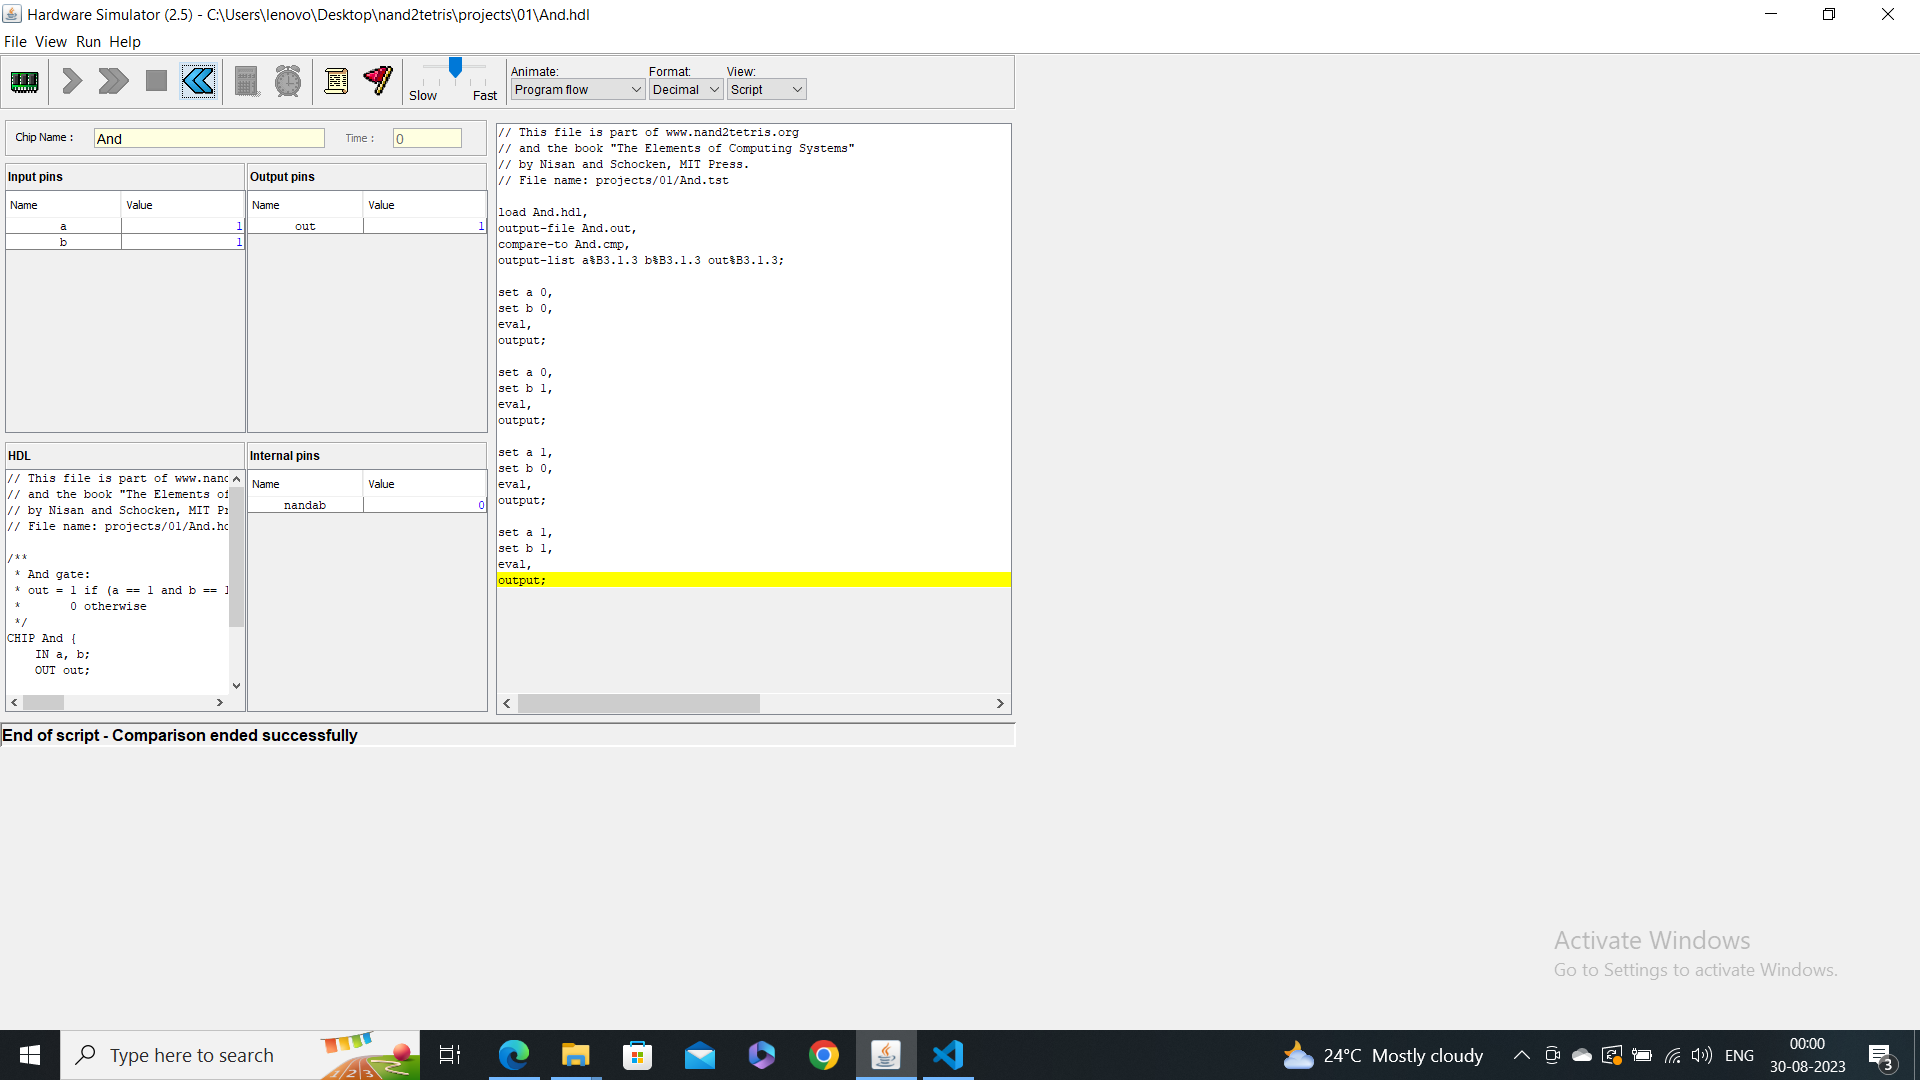 Hardware Simulator (2.5) - C:\Users\lenovo\Desktop\nand2tetris\projects\01\And.hdl
File View Run Help
Slow Fast
Animate: Format: View:
Program flow Decimal Script
Chip Name : And Time : 0
Input pins
Name Value
a 1
b 1
Output pins
Name Value
out 1
HDL
// This file is part of www.nand
// and the book "The Elements of
// by Nisan and Schocken, MIT Pr
// File name: projects/01/And.hd
/**
* And gate:
* out = 1 if (a == 1 and b == 1
* 0 otherwise
*/
CHIP And {
IN a, b;
OUT out;
Internal pins
Name Value
nandab 0
// This file is part of www.nand2tetris.org
// and the book "The Elements of Computing Systems"
// by Nisan and Schocken, MIT Press.
// File name: projects/01/And.tst
load And.hdl,
output-file And.out,
compare-to And.cmp,
output-list a%B3.1.3 b%B3.1.3 out%B3.1.3;
set a 0,
set b 0,
eval,
output;
set a 0,
set b 1,
eval,
output;
set a 1,
set b 0,
eval,
output;
set a 1,
set b 1,
eval,
output;
End of script - Comparison ended successfully
Activate Windows
Go to Settings to activate Windows.
Type here to search
1 2 3
24°C Mostly cloudy
ENG
00:00
30-08-2023
3